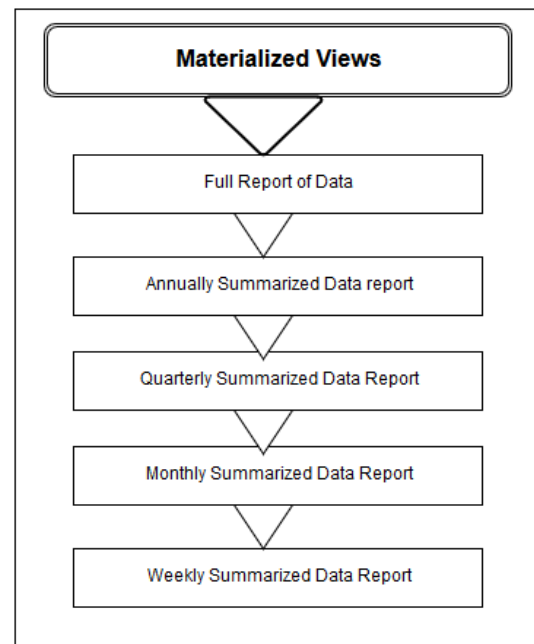 Materialized Views
Full Report of Data
Annually Summarized Data report
Quarterly Summarized Data Report
Monthly Summarized Data Report
Weekly Summarized Data Report